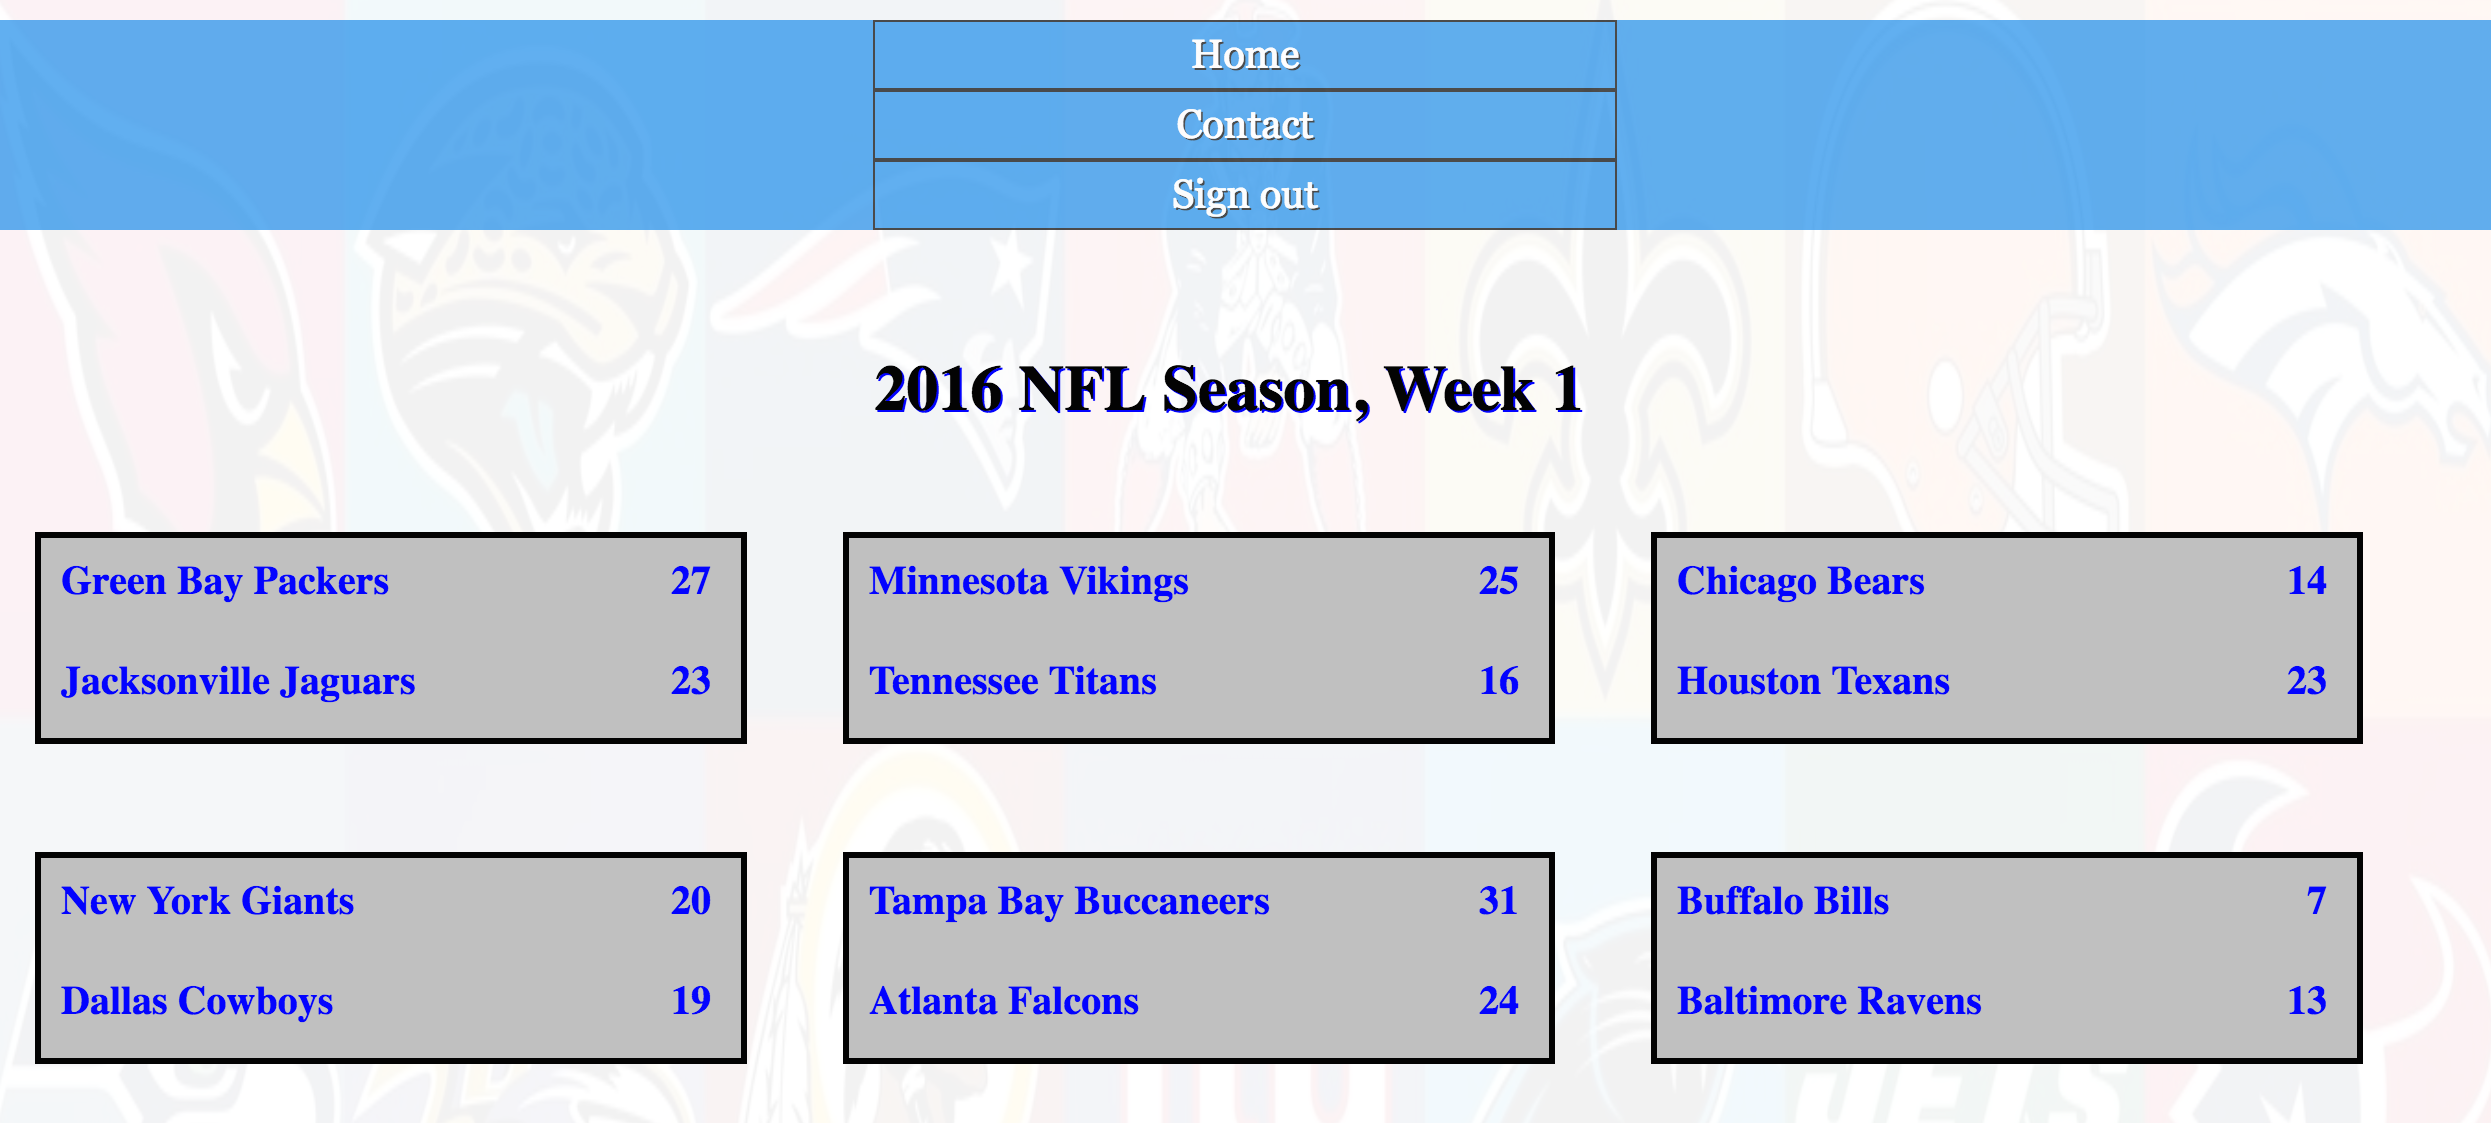 Home
Contact
Sign out
2016 NFL Season, Week 1
Green Bay Packers 27
Jacksonville Jaguars 23
Minnesota Vikings 25
Tennessee Titans 16
Chicago Bears 14
Houston Texans 23
New York Giants 20
Dallas Cowboys 19
Tampa Bay Buccaneers 31
Atlanta Falcons 24
Buffalo Bills 7
Baltimore Ravens 13
JETS